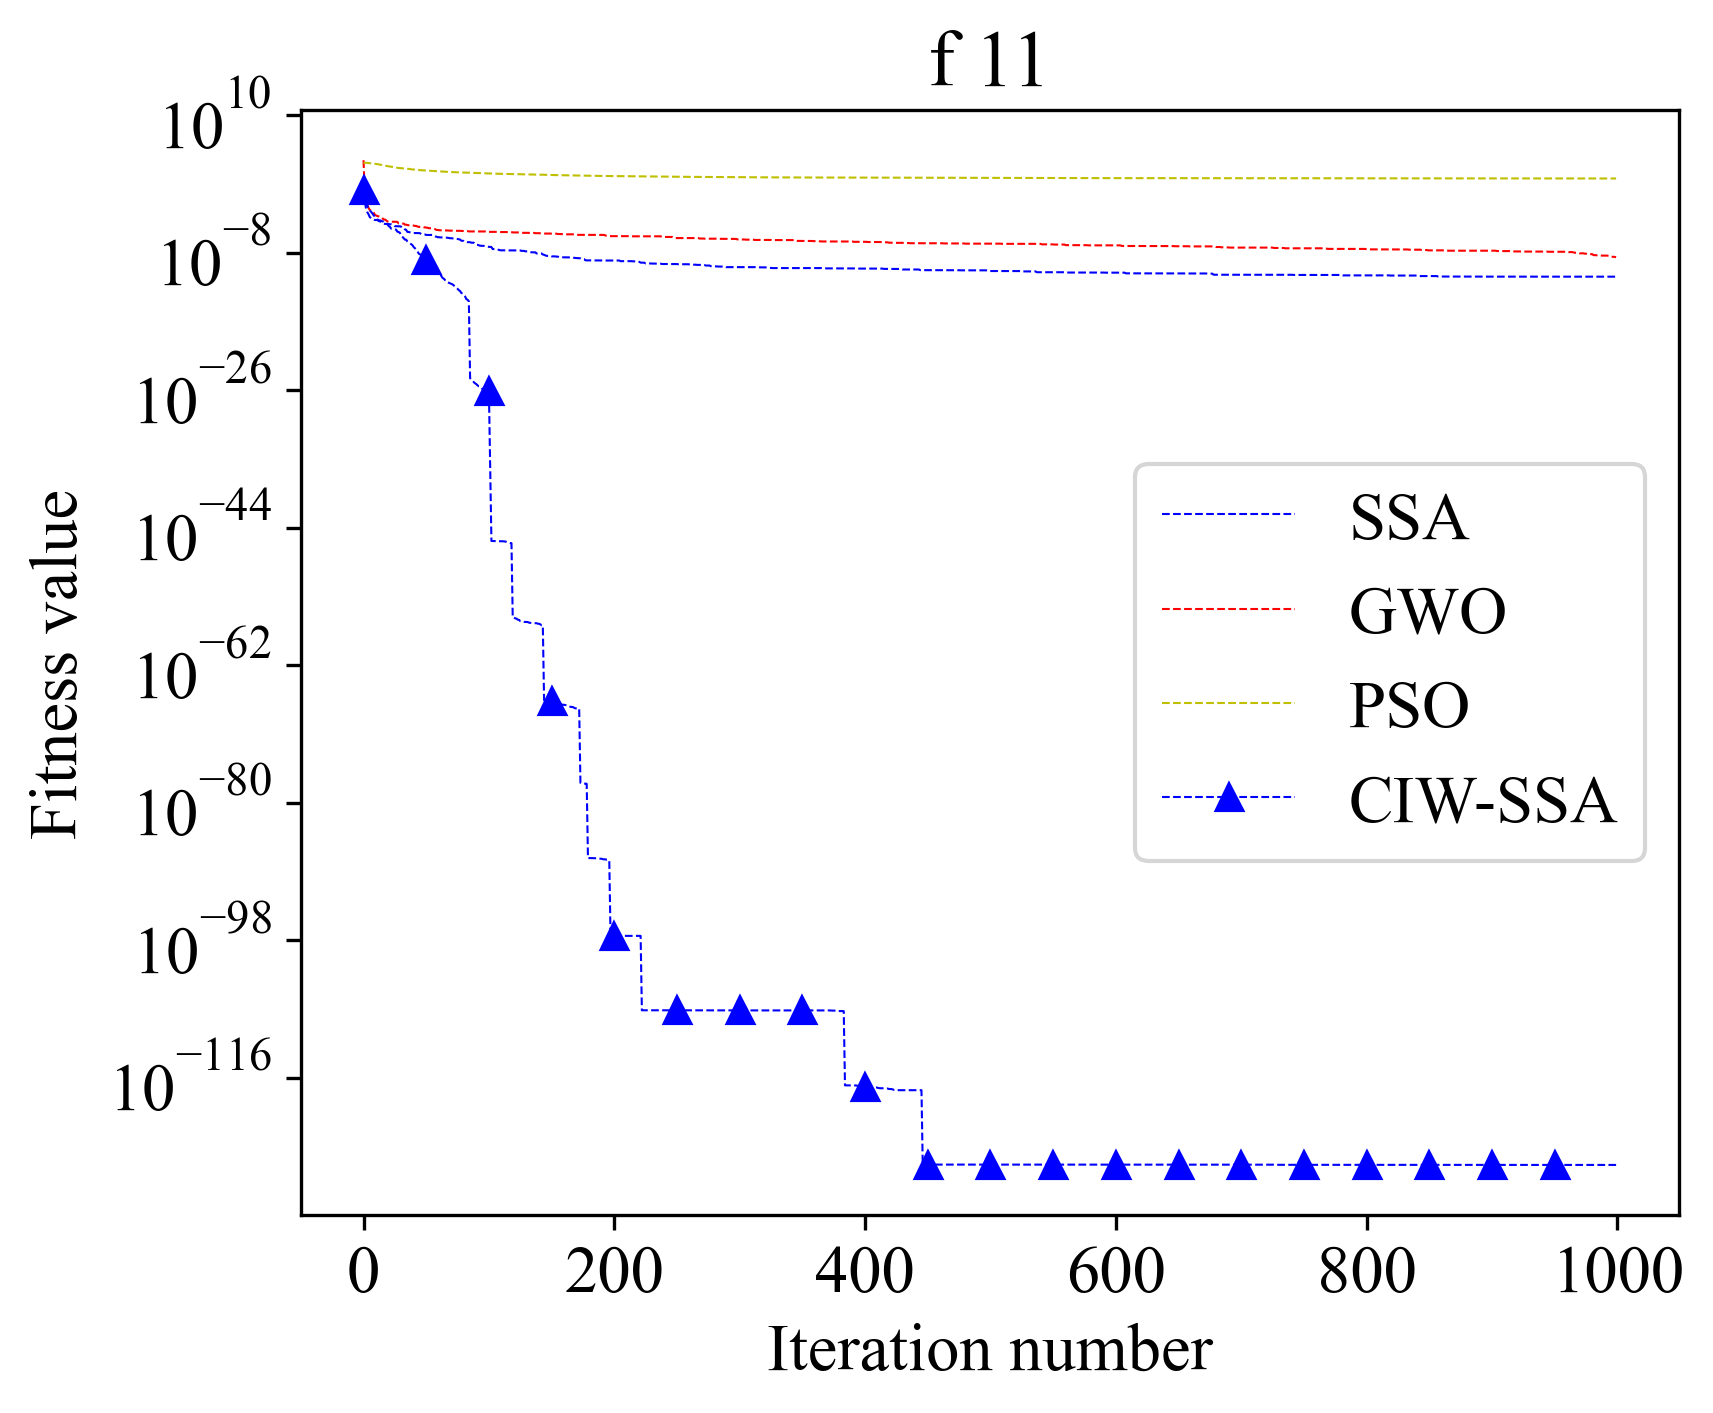 f 11
10^10
10^−8
10^−26
10^−44
10^−62
10^−80
10^−98
10^−116
Fitness value
SSA
GWO
PSO
CIW-SSA
0 200 400 600 800 1000
Iteration number